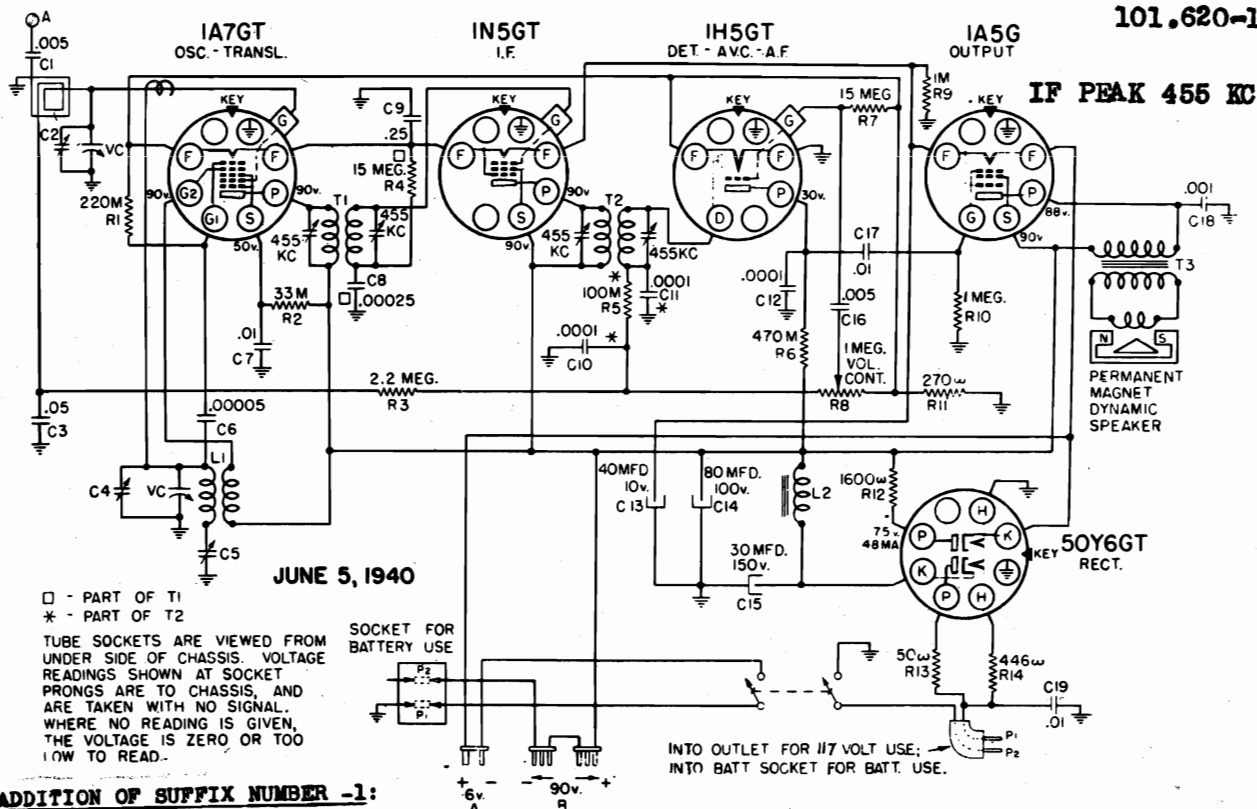 101.620-1
A
.005
C1
1A7GT
OSC.-TRANSL.
1N5GT
I.F.
1H5GT
DET.-A.V.C.-A.F.
1A5G
OUTPUT
IF PEAK 455 KC
1M
R9
C2
VC
KEY
G
F
F
G2
G1
S
P
90v.
90v.
50v.
220M
R1
C9
.25
□
15 MEG.
R4
T1
455
KC
455
KC
C8
□ .00025
33M
R2
.01
C7
KEY
G
F
F
P
S
90v.
90v.
T2
455
KC
455KC
*
100M
R5
.0001
C11
*
.0001 *
C10
KEY
G
F
F
D
P
30v.
15 MEG
R7
C17
.01
.0001
C12
.005
C16
470M
R6
1 MEG.
VOL.
CONT.
R8
270ω
R11
KEY
F
F
G
S
P
88v.
90v.
1 MEG.
R10
.001
C18
T3
N
S
PERMANENT
MAGNET
DYNAMIC
SPEAKER
2.2 MEG.
R3
.05
C3
.00005
C6
L1
C4
VC
C5
40MFD
10v.
C13
80MFD.
100v.
C14
L2
30MFD.
150v.
C15
1600ω
R12
75v.
48MA
H
P
K
K
P
H
KEY
50Y6GT
RECT.
50ω
R13
446ω
R14
C19
.01
JUNE 5, 1940
□ - PART OF T1
* - PART OF T2
TUBE SOCKETS ARE VIEWED FROM
UNDER SIDE OF CHASSIS. VOLTAGE
READINGS SHOWN AT SOCKET
PRONGS ARE TO CHASSIS, AND
ARE TAKEN WITH NO SIGNAL.
WHERE NO READING IS GIVEN,
THE VOLTAGE IS ZERO OR TOO
LOW TO READ.-
SOCKET FOR
BATTERY USE
P2
P1
+ -
6v.
A
- 90v. +
B
INTO OUTLET FOR 117 VOLT USE;
INTO BATT SOCKET FOR BATT. USE.
P1
P2
ADDITION OF SUFFIX NUMBER -1: